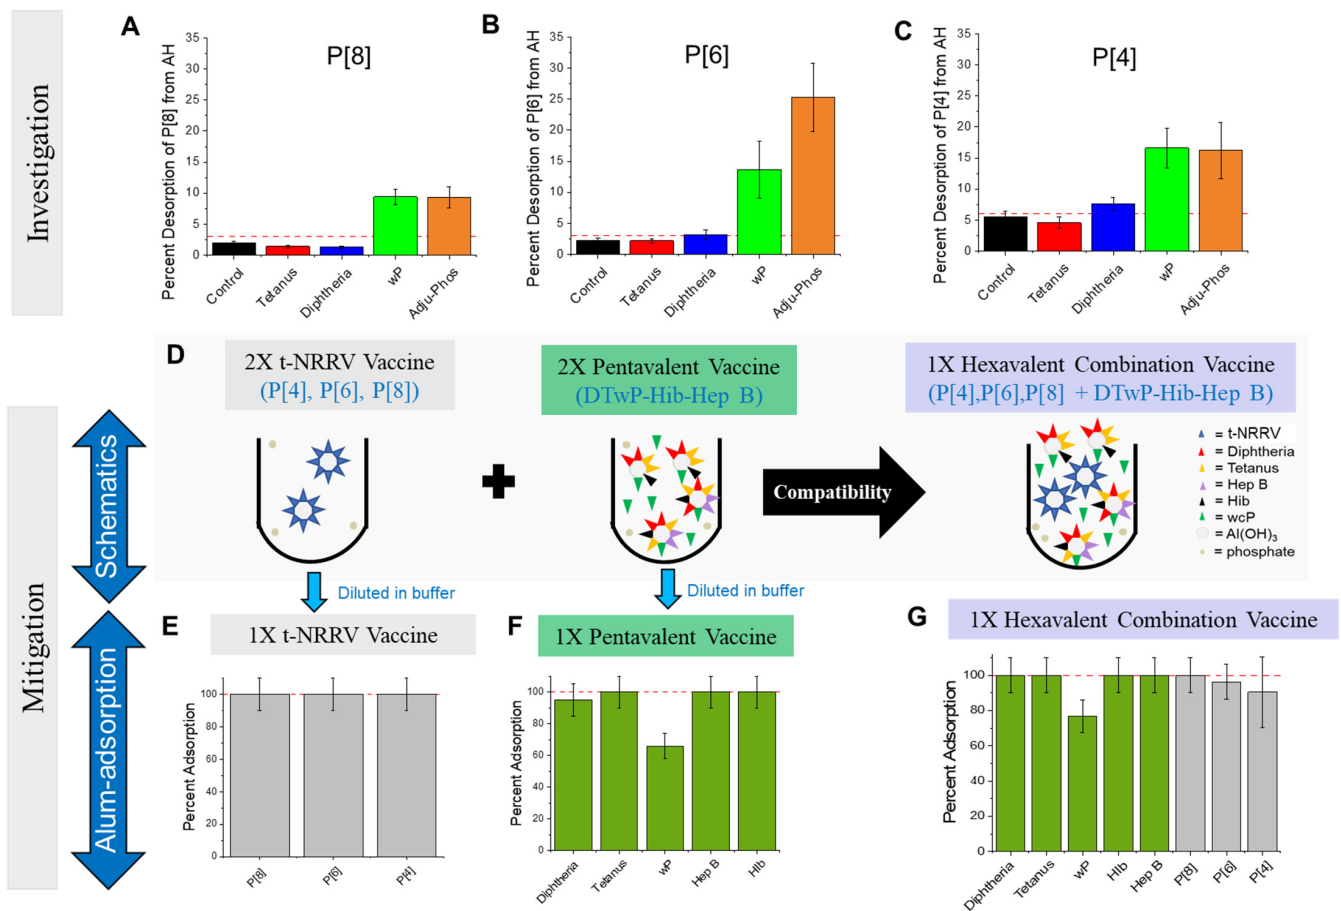 Investigation
A
P[8]
Percent Desorption of P[8] from AH
35
30
25
20
15
10
5
0
Control
Tetanus
Diphtheria
wP
Adju-Phos
B
P[6]
Percent Desorption of P[6] from AH
35
30
25
20
15
10
5
0
Control
Tetanus
Diphtheria
wP
Adju-Phos
C
P[4]
Percent Desorption of P[4] from AH
35
30
25
20
15
10
5
0
Control
Tetanus
Diphtheria
wP
Adju-Phos
Mitigation
Schematics
D
2X t-NRRV Vaccine
(P[4], P[6], P[8])
2X Pentavalent Vaccine
(DTwP-Hib-Hep B)
Compatibility
1X Hexavalent Combination Vaccine
(P[4],P[6],P[8] + DTwP-Hib-Hep B)
= t-NRRV
= Diphtheria
= Tetanus
= Hep B
= Hib
= wcP
= Al(OH)3
= phosphate
Diluted in buffer
Diluted in buffer
Alum-adsorption
E
1X t-NRRV Vaccine
Percent Adsorption
100
80
60
40
20
0
P[8]
P[6]
P[4]
F
1X Pentavalent Vaccine
Percent Adsorption
100
80
60
40
20
0
Diphtheria
Tetanus
wP
Hep B
HIb
G
1X Hexavalent Combination Vaccine
Percent Adsorption
100
80
60
40
20
0
Diphtheria
Tetanus
wP
HIb
Hep B
P[8]
P[6]
P[4]